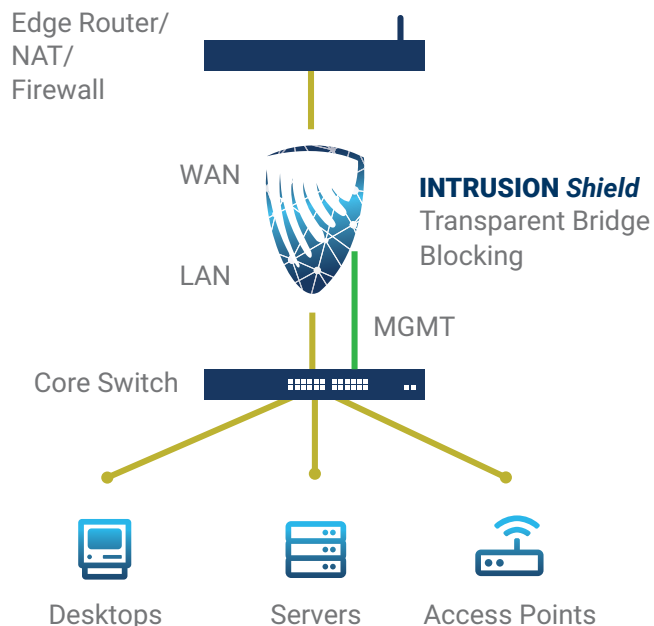 Edge Router/
NAT/
Firewall
WAN
INTRUSION Shield
Transparent Bridge
Blocking
LAN
MGMT
Core Switch
Desktops
Servers
Access Points